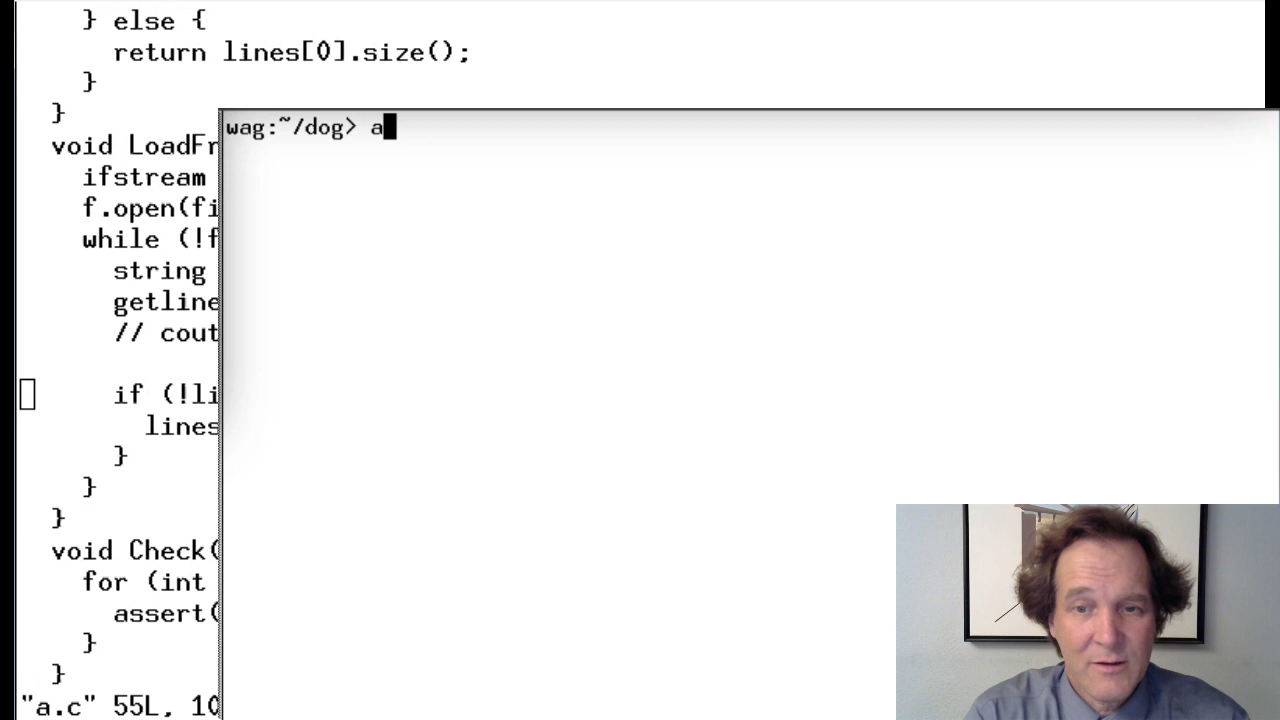 } else {
return lines[0].size();
}
}
wag:~/dog> a
void LoadFr
ifstream
f.open(fi
while (!f
string
getline
// cout
if (!li
lines
}
}
}
void Check(
for (int
assert(
}
}
"a.c" 55L, 10